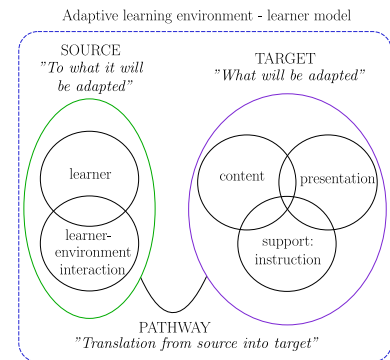 Adaptive learning environment - learner model
SOURCE
"To what it will
be adapted"
TARGET
"What will be adapted"
learner
learner-
environment
interaction
content
presentation
support:
instruction
PATHWAY
"Translation from source into target"